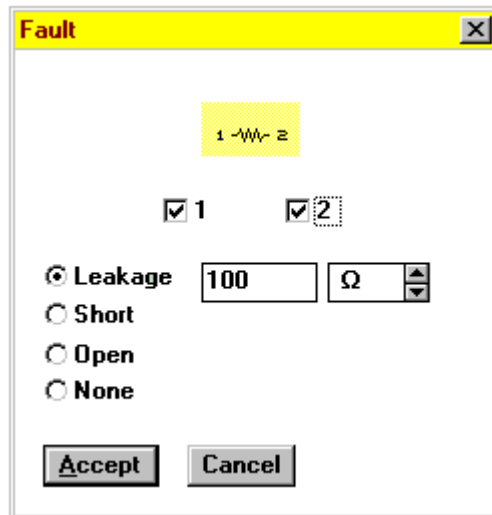 Fault
1 2
1 2
Leakage 100 Ω
Short
Open
None
Accept Cancel